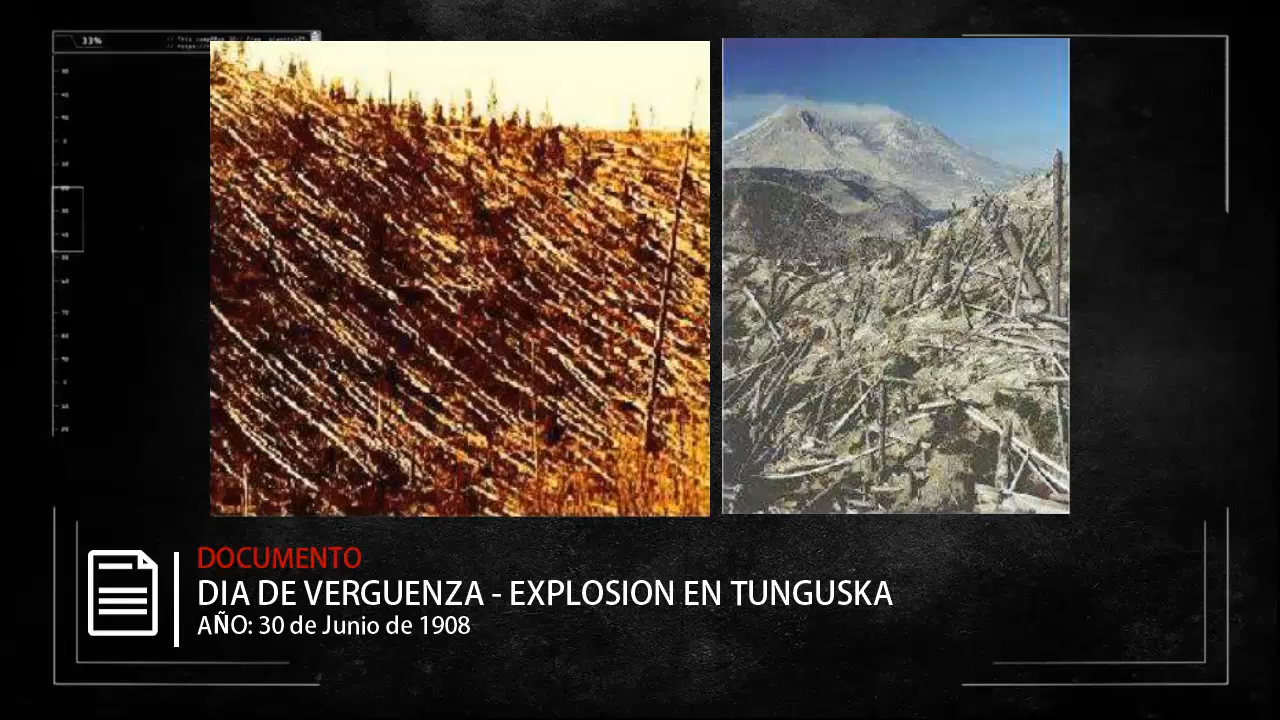 33%
DOCUMENTO
DIA DE VERGUENZA - EXPLOSION EN TUNGUSKA
AÑO: 30 de Junio de 1908